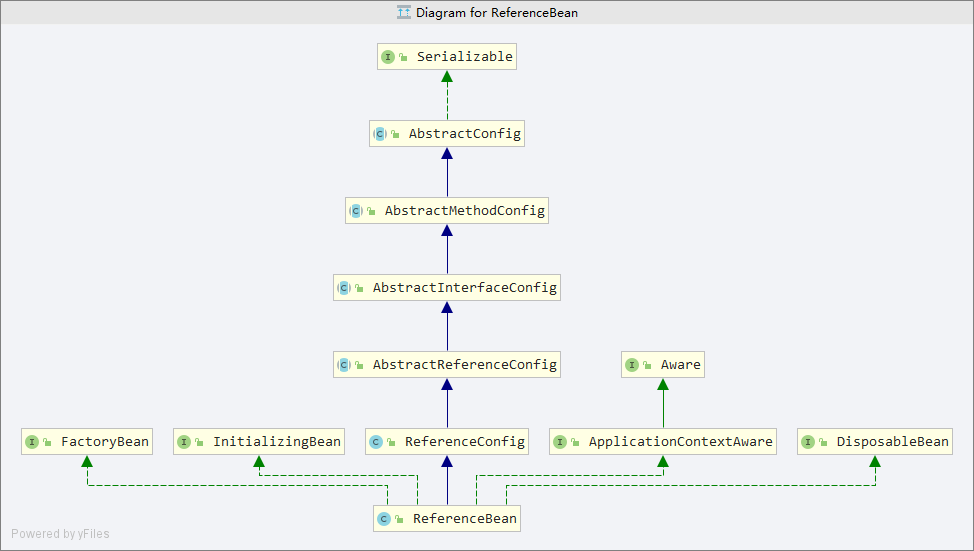 Diagram for ReferenceBean
I Serializable
C AbstractConfig
C AbstractMethodConfig
C AbstractInterfaceConfig
C AbstractReferenceConfig
I Aware
I FactoryBean
I InitializingBean
C ReferenceConfig
I ApplicationContextAware
I DisposableBean
C ReferenceBean
Powered by yFiles